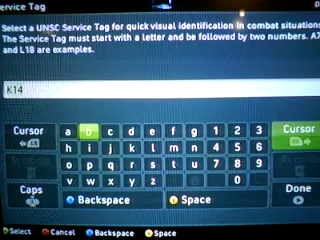 ervice Tag
Select a UNSC Service Tag for quick visual identification in combat situations
The Service Tag must start with a letter and be followed by two numbers. A7
and L18 are examples.
K14
Cursor a b c d e f g 1 2 3 Cursor
h i j k l m n 4 5 6
Symbols o p q r s t u 7 8 9
Caps v w x y z 0 Done
Backspace Space
Select Cancel Backspace Space